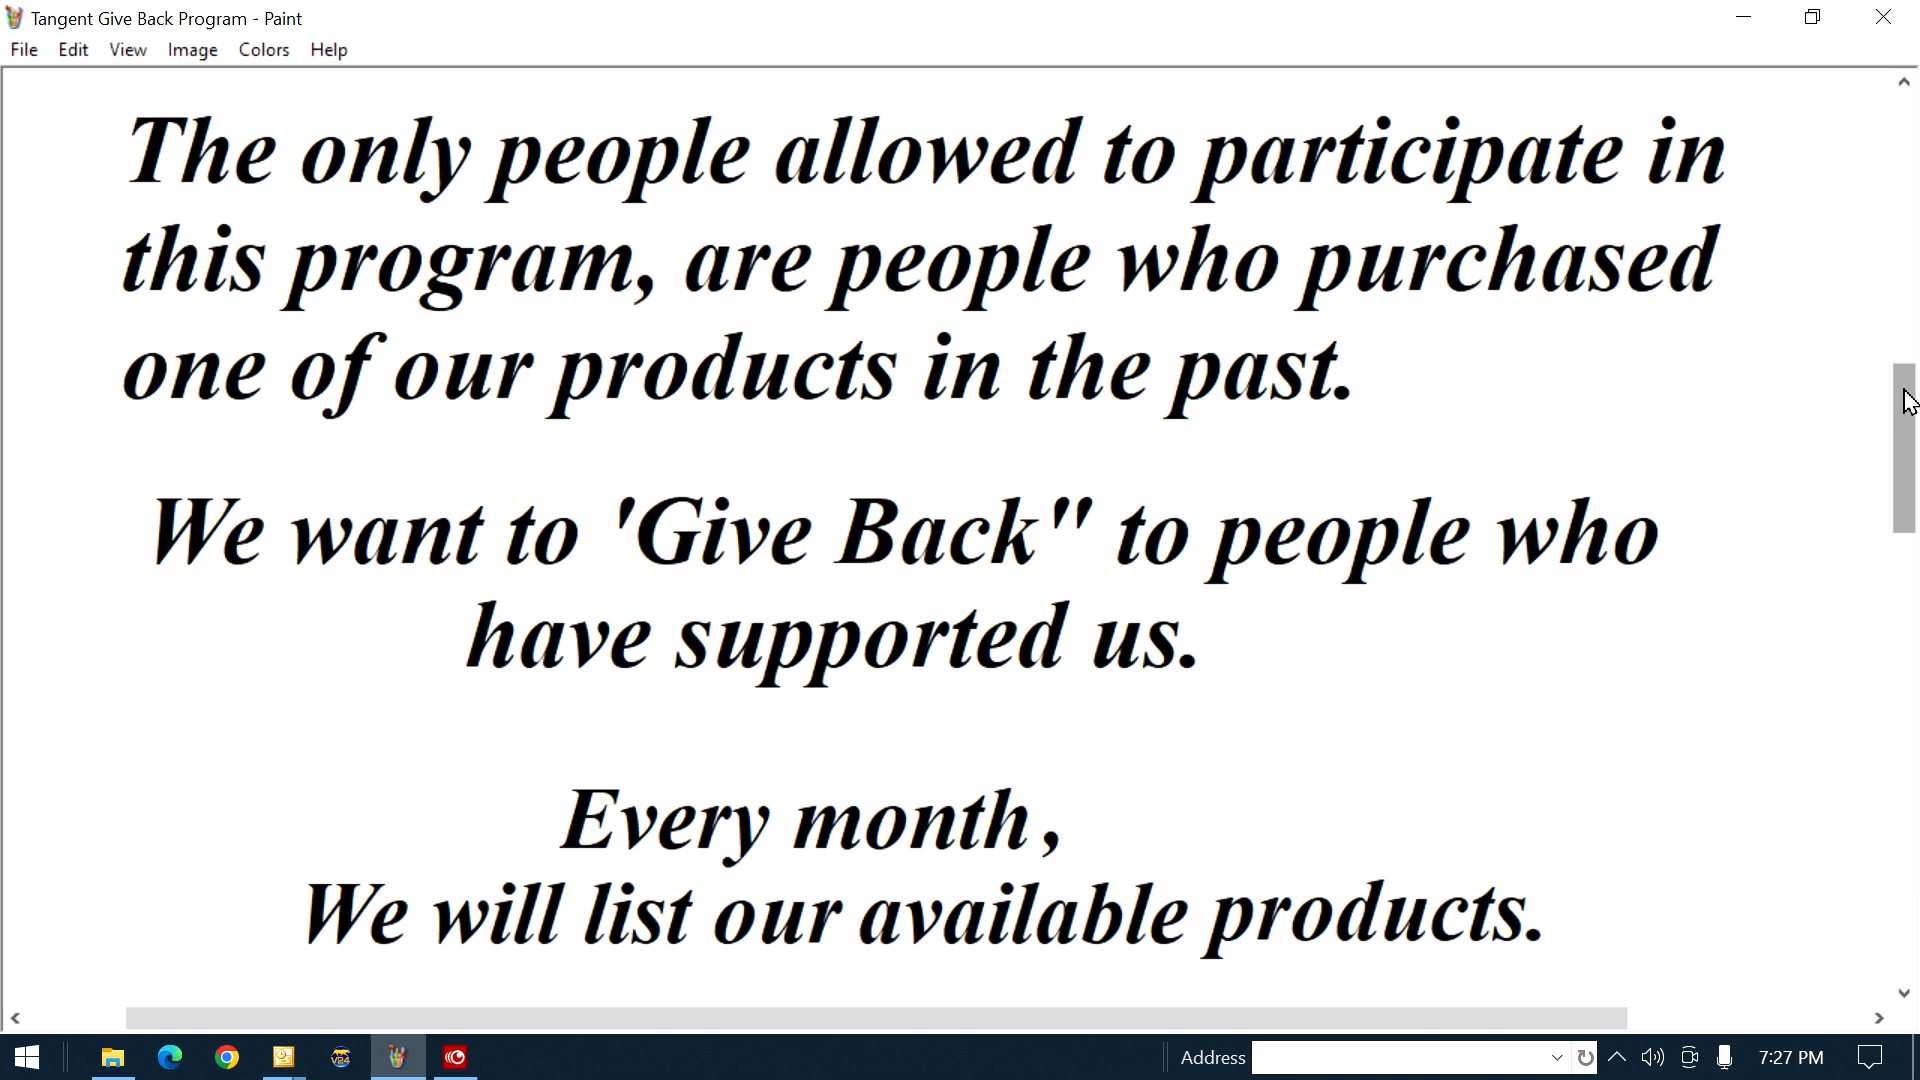 Tangent Give Back Program - Paint
File Edit View Image Colors Help
The only people allowed to participate in
this program, are people who purchased
one of our products in the past.
We want to 'Give Back" to people who
have supported us.
Every month ,
We will list our available products.
V24
Address
7:27 PM